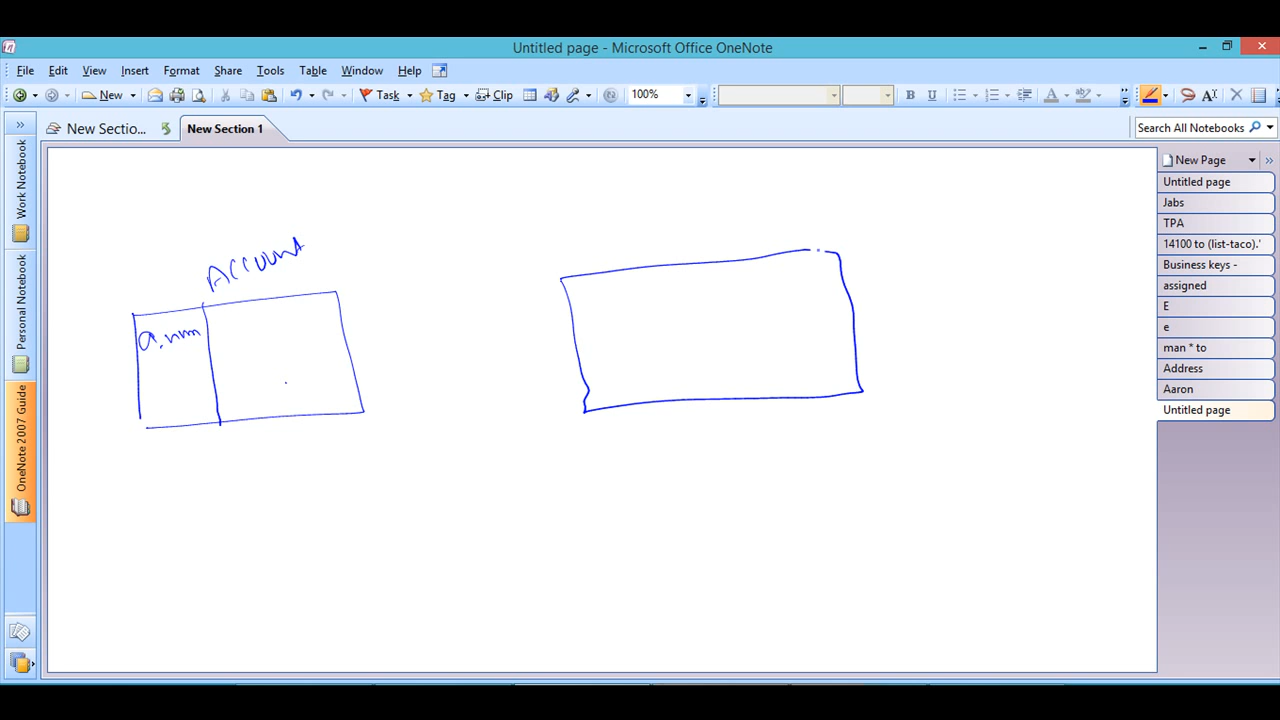 Untitled page - Microsoft Office OneNote
File Edit View Insert Format Share Tools Table Window Help
New Task Tag Clip 100% B U A ab
New Sectio... New Section 1 Search All Notebooks
Work Notebook
Personal Notebook
OneNote 2007 Guide
New Page
Untitled page
Jabs
TPA
14100 to (list-taco).'
Business keys -
assigned
E
e
man * to
Address
Aaron
Untitled page
Account
a.num